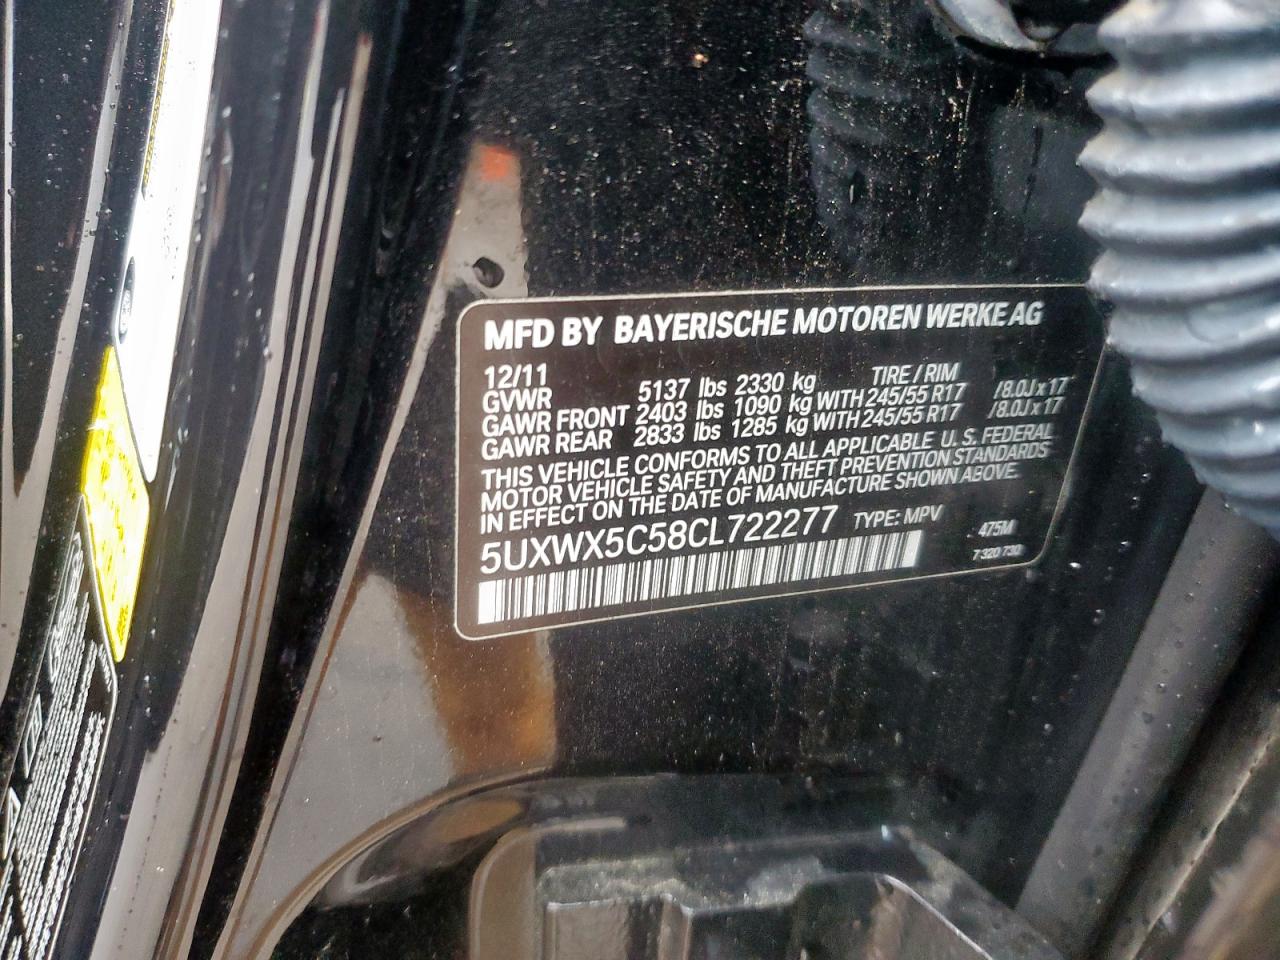 MFD BY BAYERISCHE MOTOREN WERKE AG
12/11 TIRE / RIM
GVWR 5137 lbs 2330 kg
GAWR FRONT 2403 lbs 1090 kg WITH 245/55 R17 /8.0J x 17
GAWR REAR 2833 lbs 1285 kg WITH 245/55 R17 /8.0J x 17
THIS VEHICLE CONFORMS TO ALL APPLICABLE U.S. FEDERAL
MOTOR VEHICLE SAFETY AND THEFT PREVENTION STANDARDS
IN EFFECT ON THE DATE OF MANUFACTURE SHOWN ABOVE.
5UXWX5C58CL722277 TYPE: MPV 475M
7 320 730